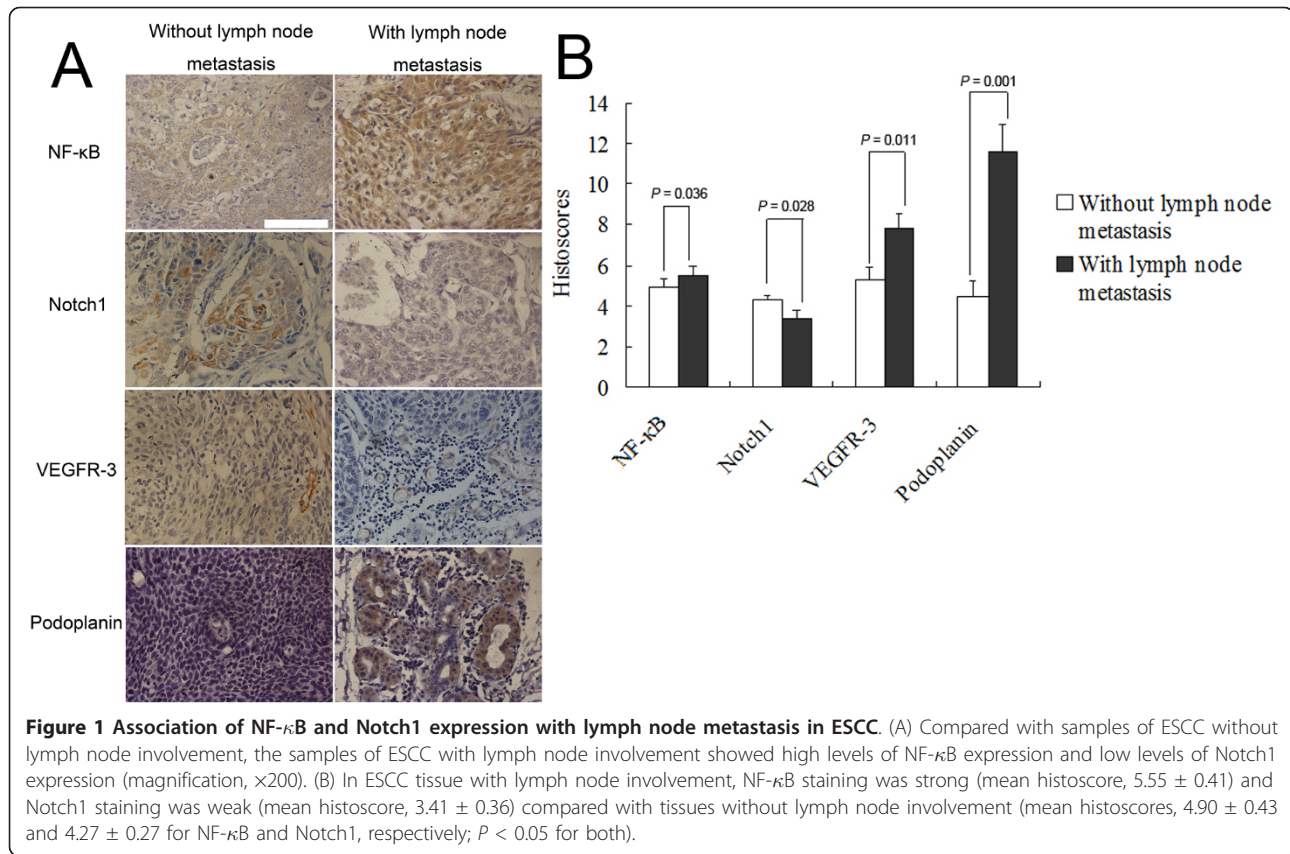 A
Without lymph node
metastasis
With lymph node
metastasis
NF-κB
Notch1
VEGFR-3
Podoplanin
B
P = 0.036
P = 0.028
P = 0.011
P = 0.001
Histoscores
14
12
10
8
6
4
2
0
NF-κB
Notch1
VEGFR-3
Podoplanin
Without lymph node
metastasis
With lymph node
metastasis
Figure 1 Association of NF-κB and Notch1 expression with lymph node metastasis in ESCC. (A) Compared with samples of ESCC without
lymph node involvement, the samples of ESCC with lymph node involvement showed high levels of NF-κB expression and low levels of Notch1
expression (magnification, ×200). (B) In ESCC tissue with lymph node involvement, NF-κB staining was strong (mean histoscore, 5.55 ± 0.41) and
Notch1 staining was weak (mean histoscore, 3.41 ± 0.36) compared with tissues without lymph node involvement (mean histoscores, 4.90 ± 0.43
and 4.27 ± 0.27 for NF-κB and Notch1, respectively; P < 0.05 for both).